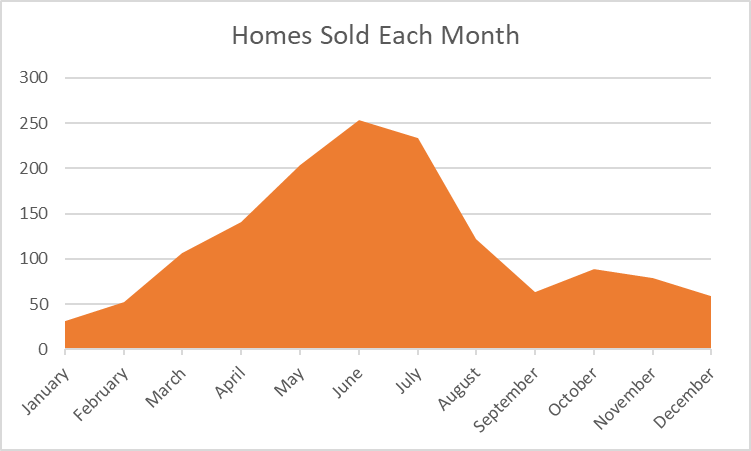 Homes Sold Each Month
300
250
200
150
100
50
0
January
February
March
April
May
June
July
August
September
October
November
December